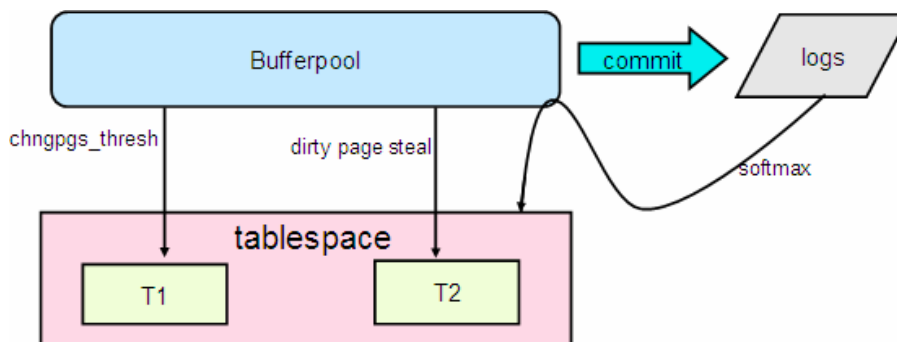 Bufferpool
commit
logs
chngpgs_thresh
dirty page steal
softmax
tablespace
T1
T2